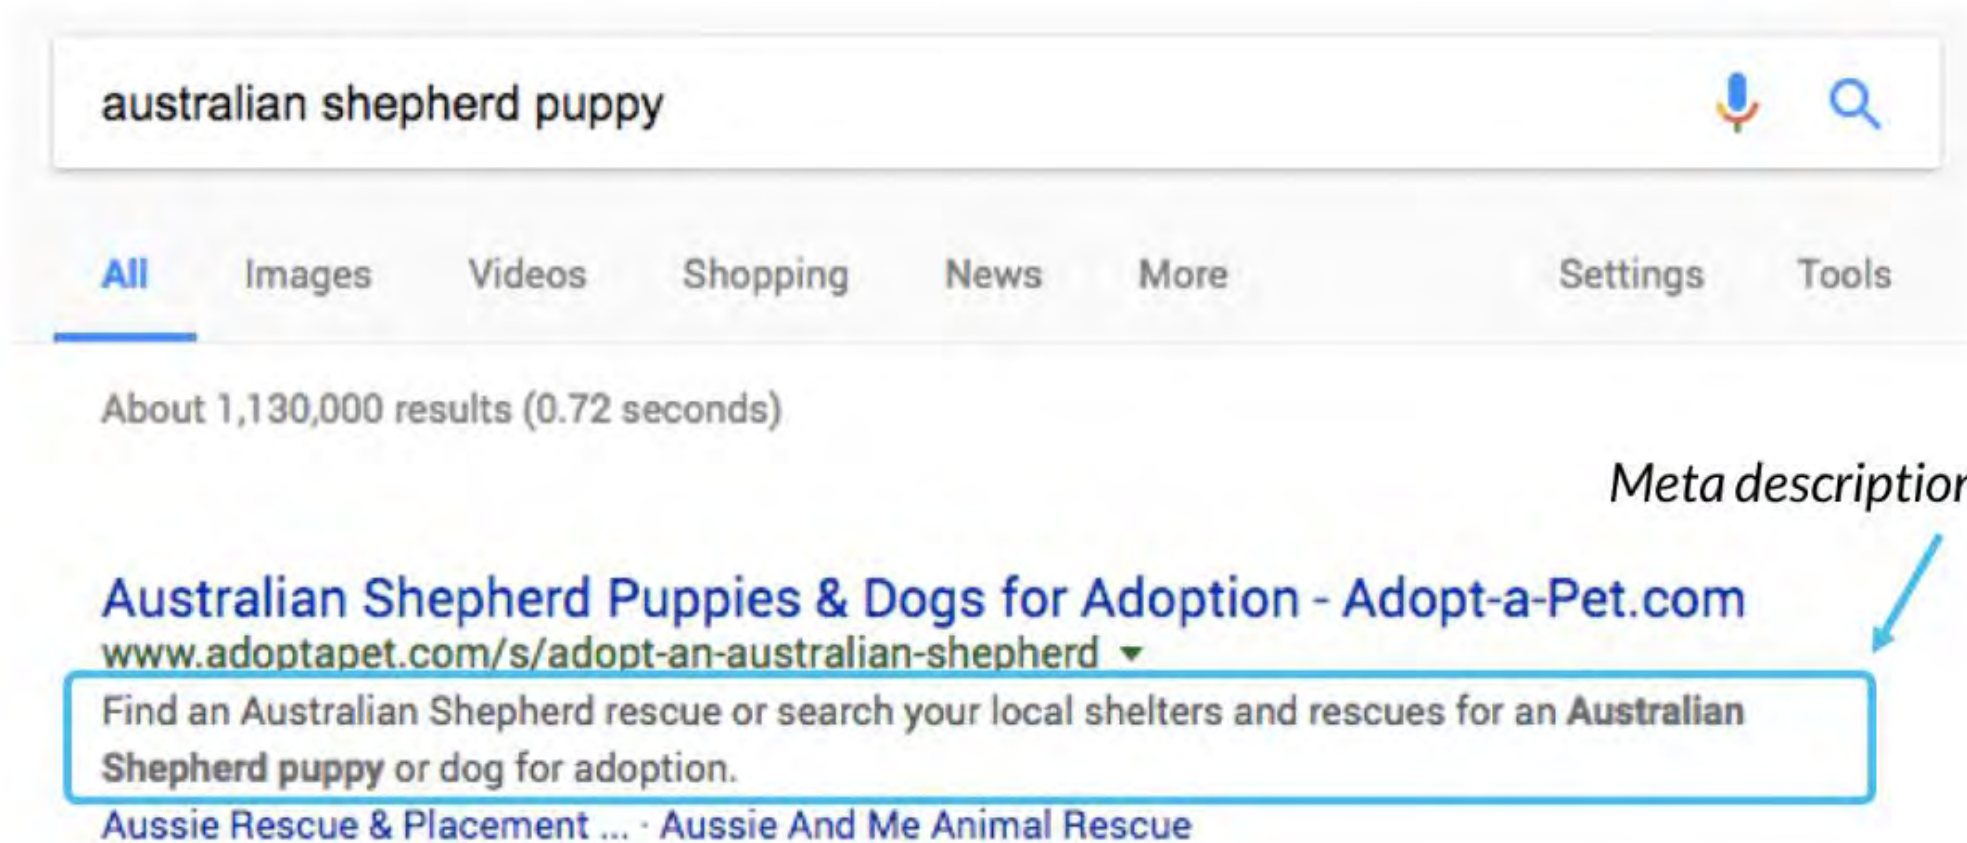 australian shepherd puppy
All Images Videos Shopping News More Settings Tools
About 1,130,000 results (0.72 seconds)
Meta description
Australian Shepherd Puppies & Dogs for Adoption - Adopt-a-Pet.com
www.adoptapet.com/s/adopt-an-australian-shepherd
Find an Australian Shepherd rescue or search your local shelters and rescues for an Australian
Shepherd puppy or dog for adoption.
Aussie Rescue & Placement ... · Aussie And Me Animal Rescue